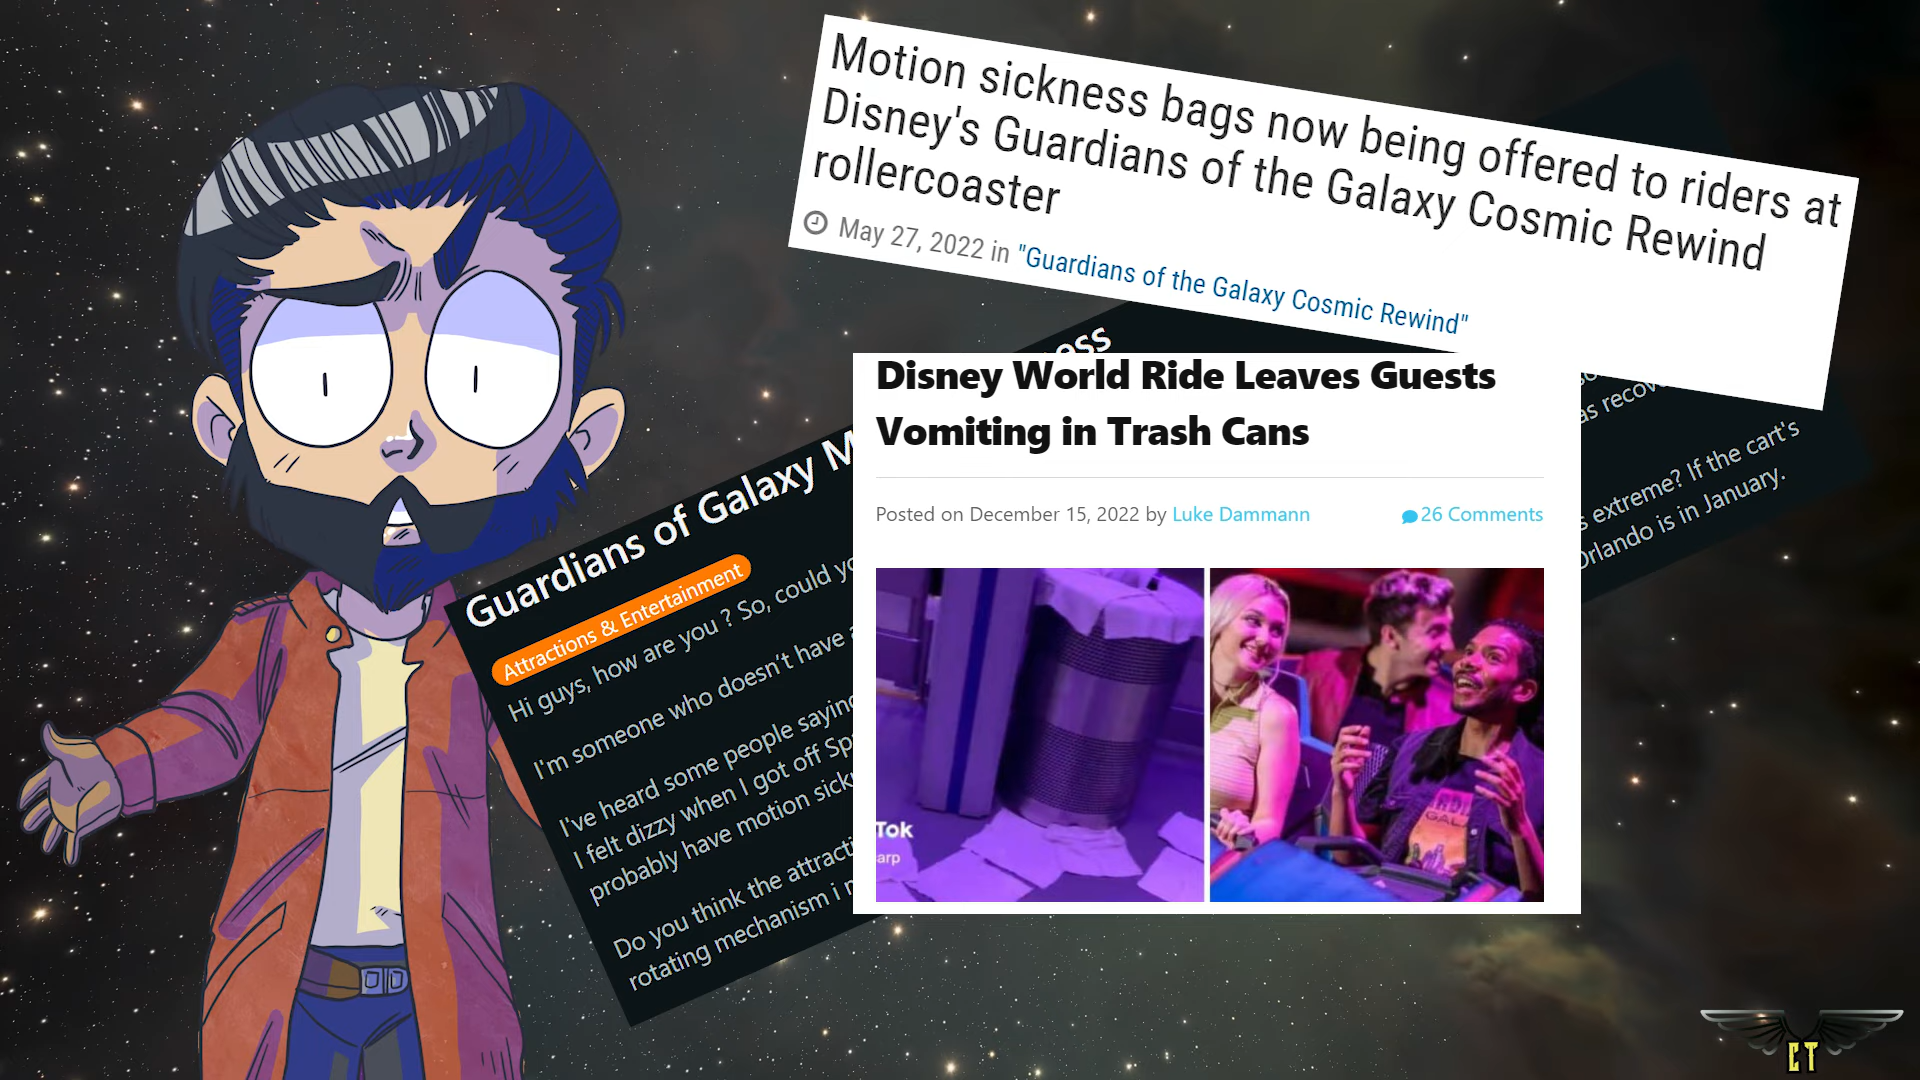 Motion sickness bags now being offered to riders at
Disney's Guardians of the Galaxy Cosmic Rewind
rollercoaster
May 27, 2022 in "Guardians of the Galaxy Cosmic Rewind"
Disney World Ride Leaves Guests
Vomiting in Trash Cans
Posted on December 15, 2022 by Luke Dammann
26 Comments
Tok
arp
Guardians of Galaxy M
Attractions & Entertainment
Hi guys, how are you ? So, could
I'm someone who doesn't have
I've heard some people saying
I felt dizzy when I got off
probably have motion
Do you think the
rotating mechanism i
as
s extreme? If the cart's
Orlando is in January.
CT